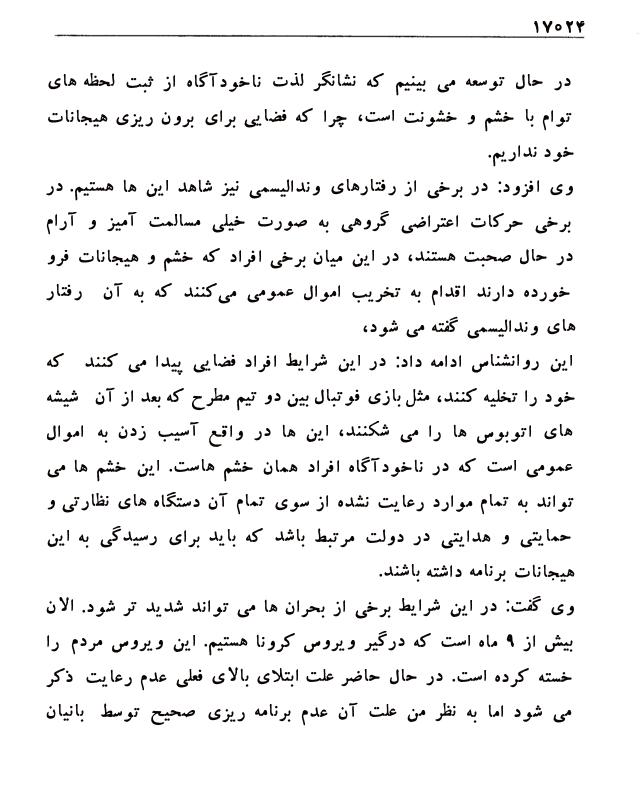 ۱۷۰۲۴
در حال توسعه می بینیم که نشانگر لذت ناخودآگاه از ثبت لحظه های
توام با خشم و خشونت است، چرا که فضایی برای برون ریزی هیجانات
خود نداریم.
وی افزود: در برخی از رفتارهای وندالیسمی نیز شاهد این ها هستیم. در
برخی حرکات اعتراضی گروهی به صورت خیلی مسالمت آمیز و آرام
در حال صحبت هستند، در این میان برخی افراد که خشم و هیجانات فرو
خورده دارند اقدام به تخریب اموال عمومی می‌کنند که به آن رفتار
های وندالیسمی گفته می شود،
این روانشناس ادامه داد: در این شرایط افراد فضایی پیدا می کنند که
خود را تخلیه کنند، مثل بازی فوتبال بین دو تیم مطرح که بعد از آن شیشه
های اتوبوس ها را می شکنند، این ها در واقع آسیب زدن به اموال
عمومی است که در ناخودآگاه افراد همان خشم هاست. این خشم ها می
تواند به تمام موارد رعایت نشده از سوی تمام آن دستگاه های نظارتی و
حمایتی و هدایتی در دولت مرتبط باشد که باید برای رسیدگی به این
هیجانات برنامه داشته باشند.
وی گفت: در این شرایط برخی از بحران ها می تواند شدید تر شود. الان
بیش از ۹ ماه است که درگیر ویروس کرونا هستیم. این ویروس مردم را
خسته کرده است. در حال حاضر علت ابتلای بالای فعلی عدم رعایت ذکر
می شود اما به نظر من علت آن عدم برنامه ریزی صحیح توسط بانیان